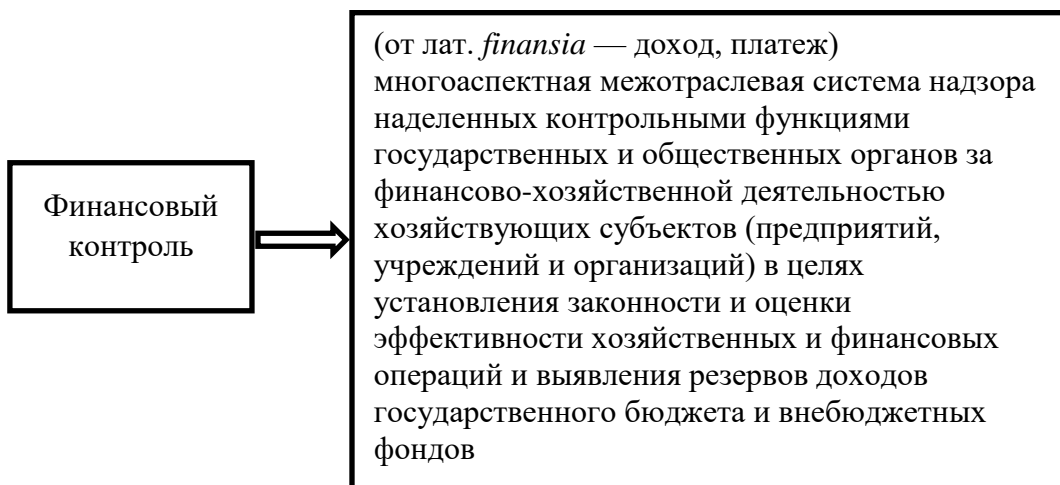 Финансовый
контроль
(от лат. finansia — доход, платеж)
многоаспектная межотраслевая система надзора
наделенных контрольными функциями
государственных и общественных органов за
финансово-хозяйственной деятельностью
хозяйствующих субъектов (предприятий,
учреждений и организаций) в целях
установления законности и оценки
эффективности хозяйственных и финансовых
операций и выявления резервов доходов
государственного бюджета и внебюджетных
фондов